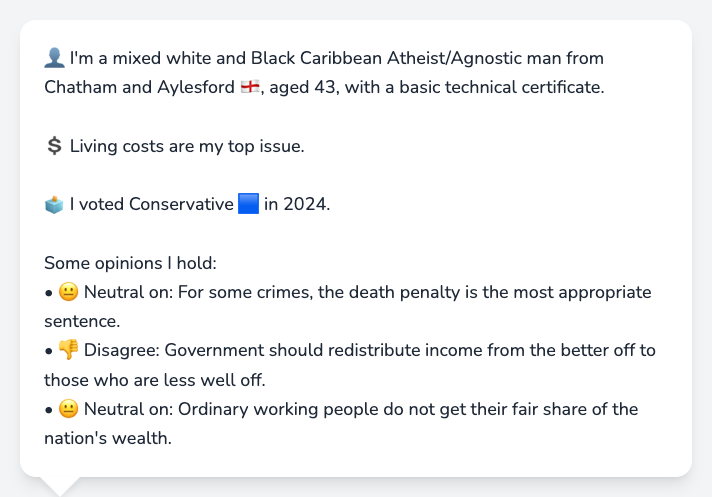 👤 I'm a mixed white and Black Caribbean Atheist/Agnostic man from
Chatham and Aylesford 🏴󠁧󠁢󠁥󠁮󠁧󠁿, aged 43, with a basic technical certificate.
💲 Living costs are my top issue.
🗳️ I voted Conservative 🟦 in 2024.
Some opinions I hold:
• 😐 Neutral on: For some crimes, the death penalty is the most appropriate
sentence.
• 👎 Disagree: Government should redistribute income from the better off to
those who are less well off.
• 😐 Neutral on: Ordinary working people do not get their fair share of the
nation's wealth.